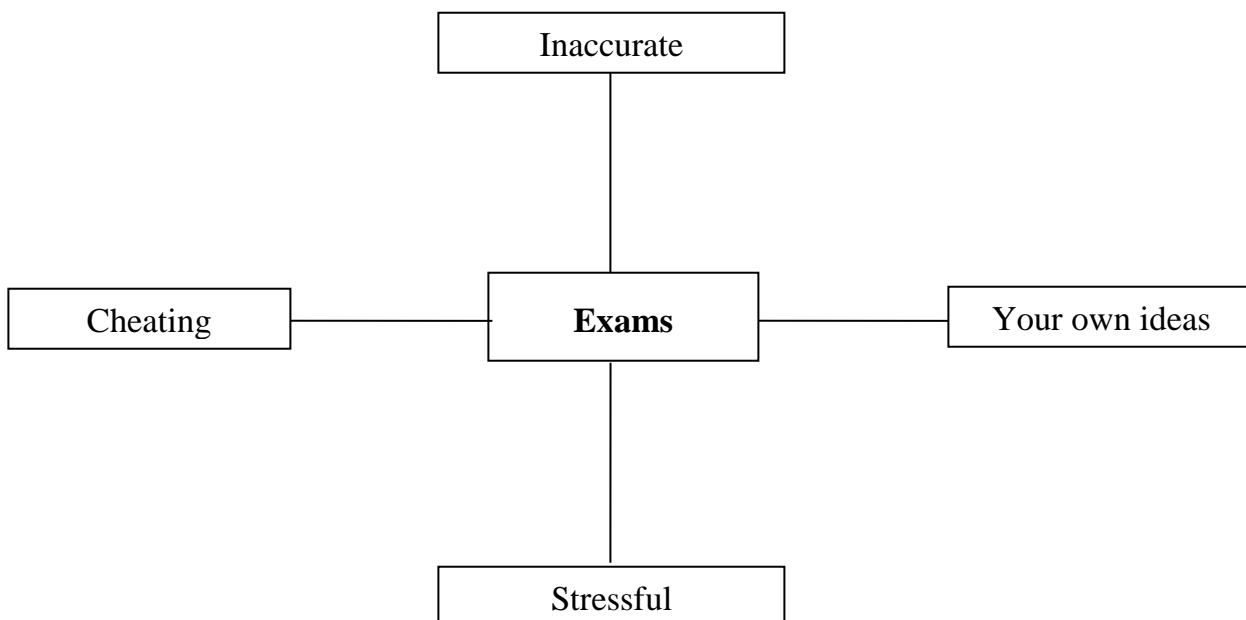 Inaccurate
Cheating
Exams
Your own ideas
Stressful